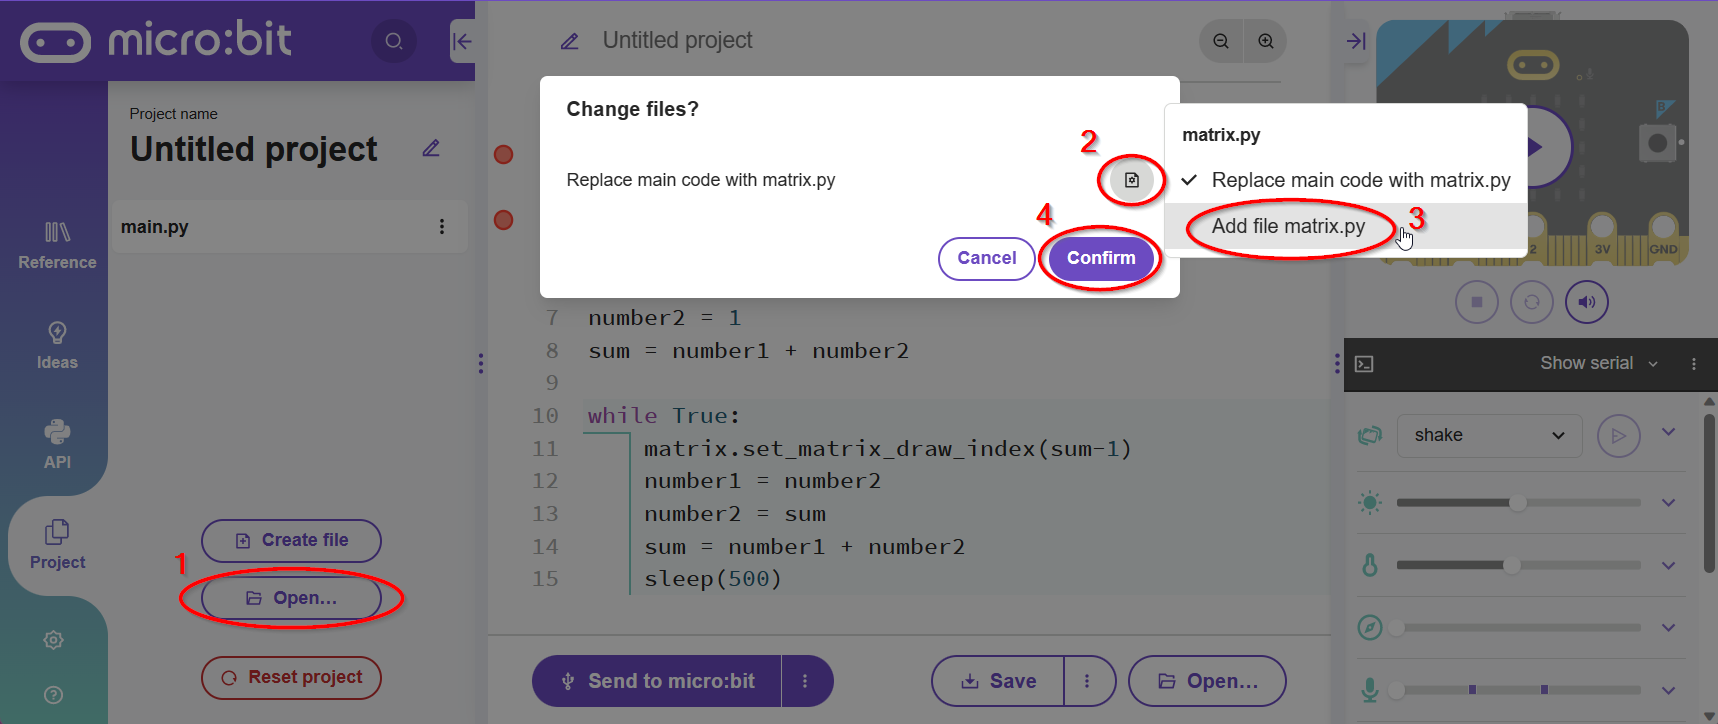 micro:bit
Project name
Untitled project
main.py
Reference
Ideas
API
Project
Create file
1
Open...
Reset project
Untitled project
Change files?
Replace main code with matrix.py
2
4
Cancel
Confirm
matrix.py
Replace main code with matrix.py
Add file matrix.py
3
7 number2 = 1
8 sum = number1 + number2
9
10 while True:
11 matrix.set_matrix_draw_index(sum-1)
12 number1 = number2
13 number2 = sum
14 sum = number1 + number2
15 sleep(500)
Send to micro:bit
Save
Open...
B
2 3V GND
Show serial
shake